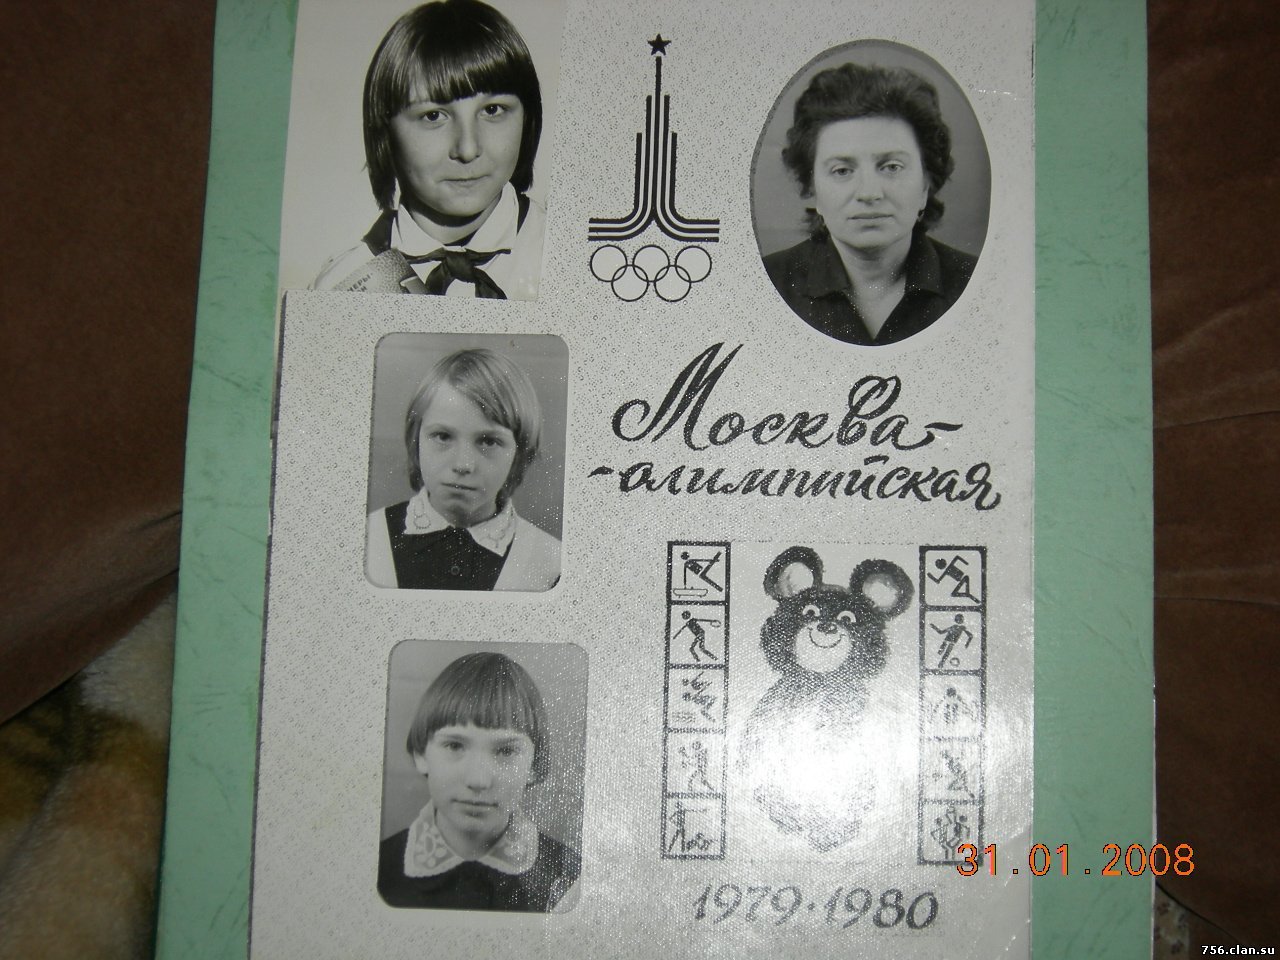 Москва-
-олимпийская
1979·1980
31.01.2008
756.clan.su